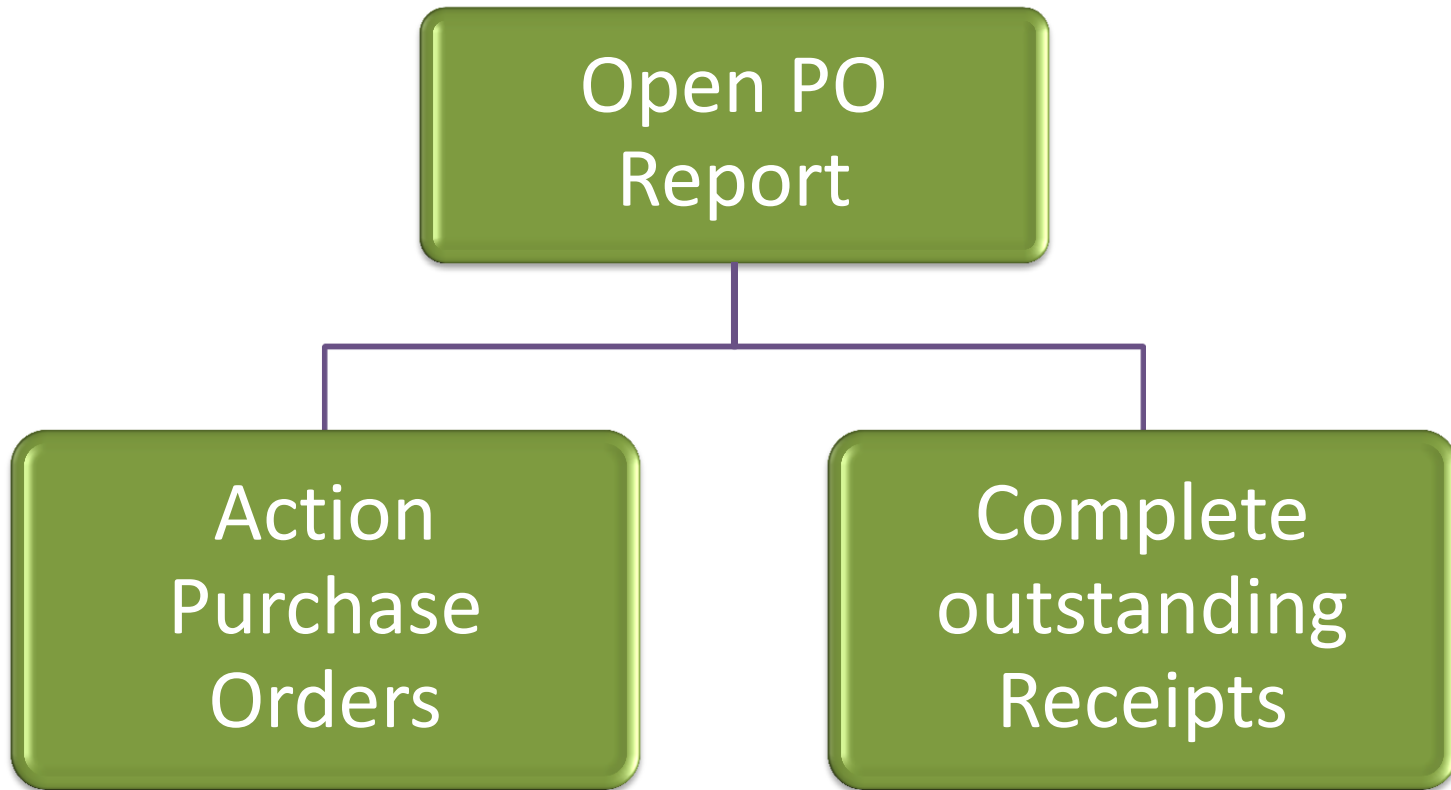 Open PO
Report
Action
Purchase
Orders
Complete
outstanding
Receipts